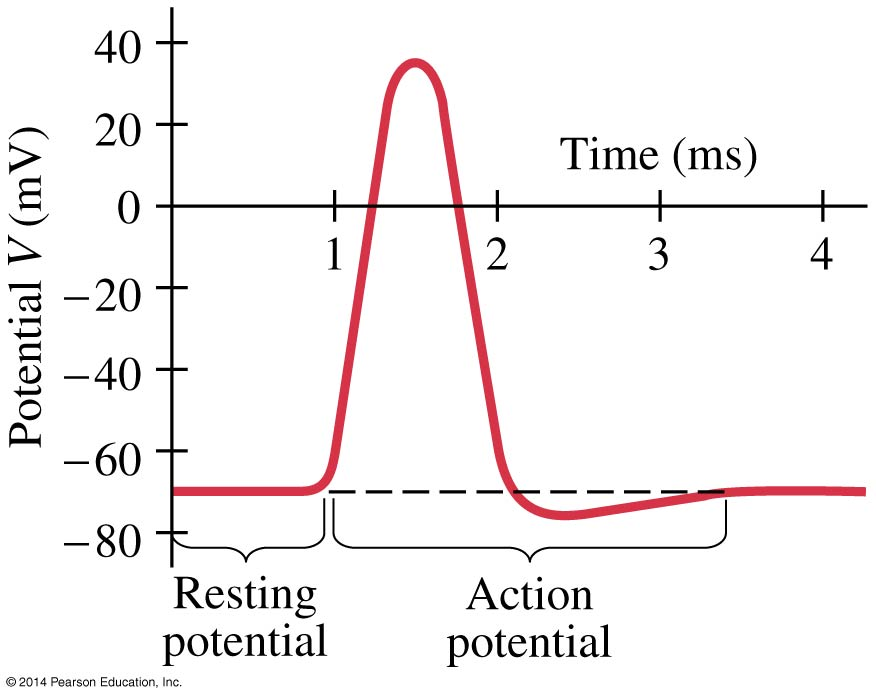 40
20
0
−20
−40
−60
−80
Potential V (mV)
Time (ms)
1 2 3 4
Resting
potential
Action
potential
© 2014 Pearson Education, Inc.